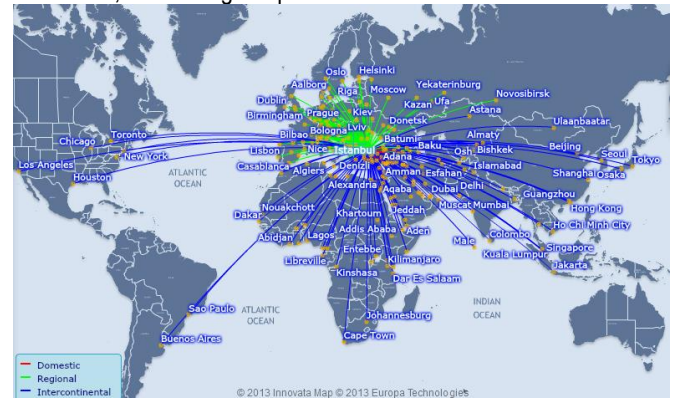 Oslo
Helsinki
Aalborg
Riga
Moscow
Yekaterinburg
Dublin
Kazan
Ufa
Novosibirsk
Astana
Birmingham
Prague
Kiev
Lviv
Donetsk
Ulaanbaatar
Toronto
Chicago
New York
Los Angeles
Houston
Bilbao
Bologna
Nice
Istanbul
Batumi
Baku
Almaty
Osh
Bishkek
Beijing
Seoul
Tokyo
Lisbon
Casablanca
Algiers
Denizli
Adana
Amman
Esfahan
Islamabad
Shanghai
Osaka
ATLANTIC
OCEAN
Alexandria
Aqaba
Dubai
Delhi
Guangzhou
Nouakchott
Dakar
Khartoum
Jeddah
Muscat
Mumbai
Hong Kong
Abidjan
Lagos
Addis Ababa
Aden
Male
Colombo
Ho Chi Minh City
Libreville
Entebbe
Kilimanjaro
Kuala Lumpur
Singapore
Jakarta
Kinshasa
Dar Es Salaam
Sao Paulo
ATLANTIC
OCEAN
INDIAN
OCEAN
Johannesburg
Buenos Aires
Cape Town
Domestic
Regional
Intercontinental
© 2013 Innovata Map © 2013 Europa Technologies